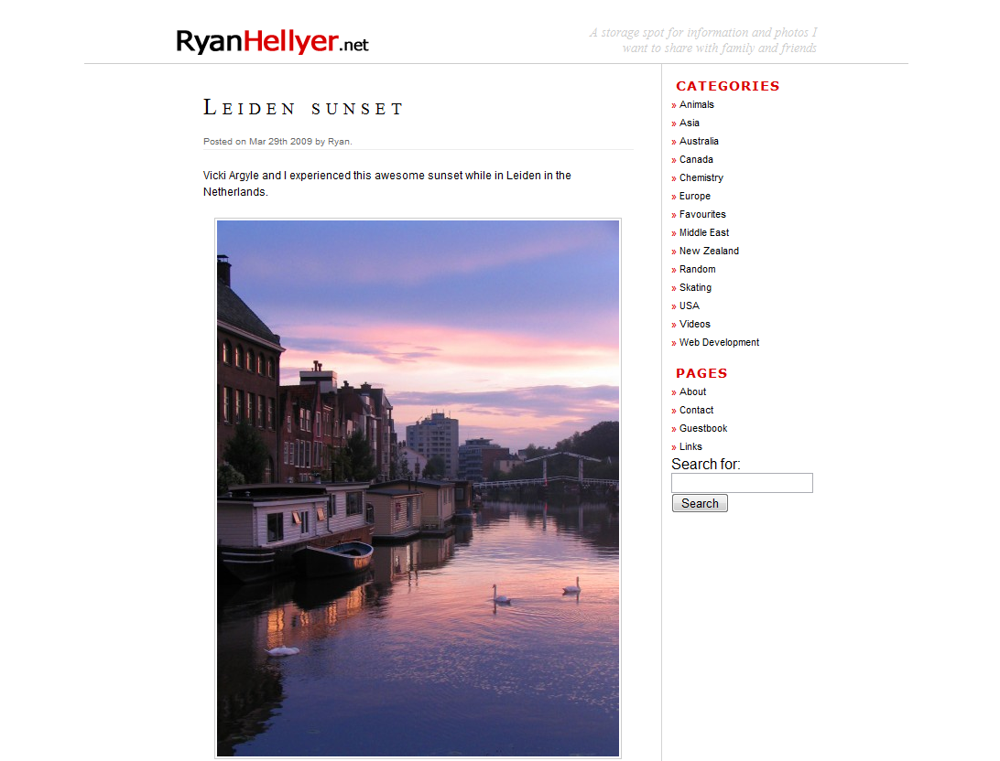 RyanHellyer.net
A storage spot for information and photos I
want to share with family and friends
Leiden sunset
Posted on Mar 29th 2009 by Ryan.
Vicki Argyle and I experienced this awesome sunset while in Leiden in the
Netherlands.
CATEGORIES
» Animals
» Asia
» Australia
» Canada
» Chemistry
» Europe
» Favourites
» Middle East
» New Zealand
» Random
» Skating
» USA
» Videos
» Web Development
PAGES
» About
» Contact
» Guestbook
» Links
Search for:
Search